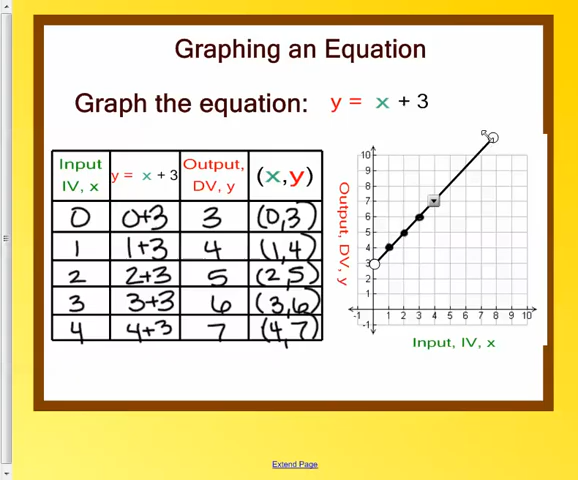 Graphing an Equation
Graph the equation: y = x + 3
Input IV, x
y = x + 3
Output, DV, y
(x,y)
0 0+3 3 (0,3)
1 1+3 4 (1,4)
2 2+3 5 (2,5)
3 3+3 6 (3,6)
4 4+3 7 (4,7)
Output, DV, y
10
9
8
7
6
5
4
3
2
1
-1
-1 1 2 3 4 5 6 7 8 9 10
Input, IV, x
Extend Page